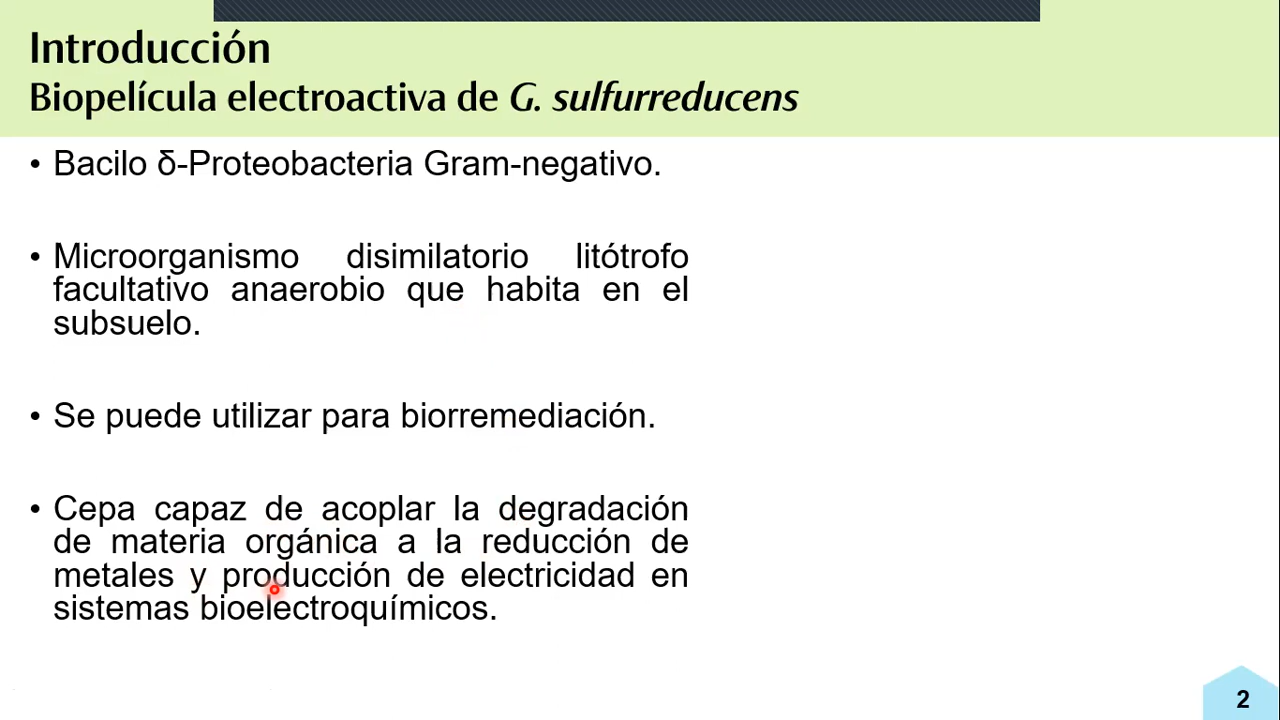 Introducción
Biopelícula electroactiva de G. sulfurreducens
• Bacilo δ-Proteobacteria Gram-negativo.
• Microorganismo disimilatorio litótrofo
facultativo anaerobio que habita en el
subsuelo.
• Se puede utilizar para biorremediación.
• Cepa capaz de acoplar la degradación
de materia orgánica a la reducción de
metales y producción de electricidad en
sistemas bioelectroquímicos.
2